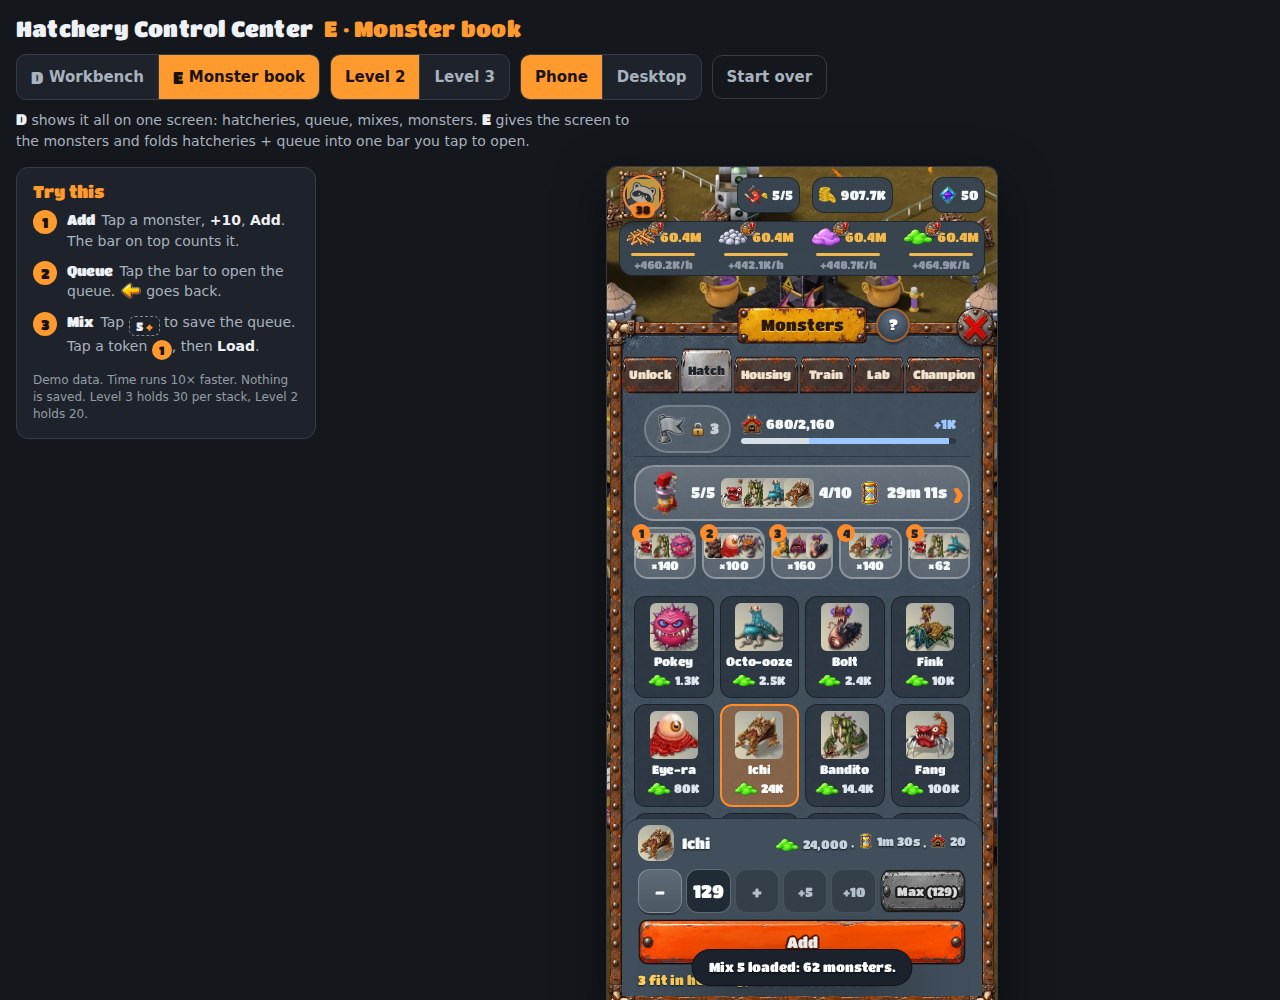 Hatchery Control Center E · Monster book
D Workbench E Monster book Level 2 Level 3 Phone Desktop Start over
D shows it all on one screen: hatcheries, queue, mixes, monsters. E gives the screen to
the monsters and folds hatcheries + queue into one bar you tap to open.
Try this
1 Add Tap a monster, +10, Add.
The bar on top counts it.
2 Queue Tap the bar to open the
queue. goes back.
3 Mix Tap 5 + to save the queue.
Tap a token 1, then Load.
Demo data. Time runs 10× faster. Nothing
is saved. Level 3 holds 30 per stack, Level 2
holds 20.
30 5/5 907.7K 50
60.4M 60.4M 60.4M 60.4M
+460.2K/h +442.1K/h +448.7K/h +464.9K/h
Monsters ?
Unlock Hatch Housing Train Lab Champion
3 680/2,160 +1K
5/5 4/10 29m 11s
1 2 3 4 5
×140 ×100 ×160 ×140 ×62
Pokey Octo-ooze Bolt Fink
1.3K 2.5K 2.4K 10K
Eye-ra Ichi Bandito Fang
80K 24K 14.4K 100K
Ichi 24,000 · 1m 30s · 20
− 129 + +5 +10 Max (129)
Add
Mix 5 loaded: 62 monsters.
3 fit in